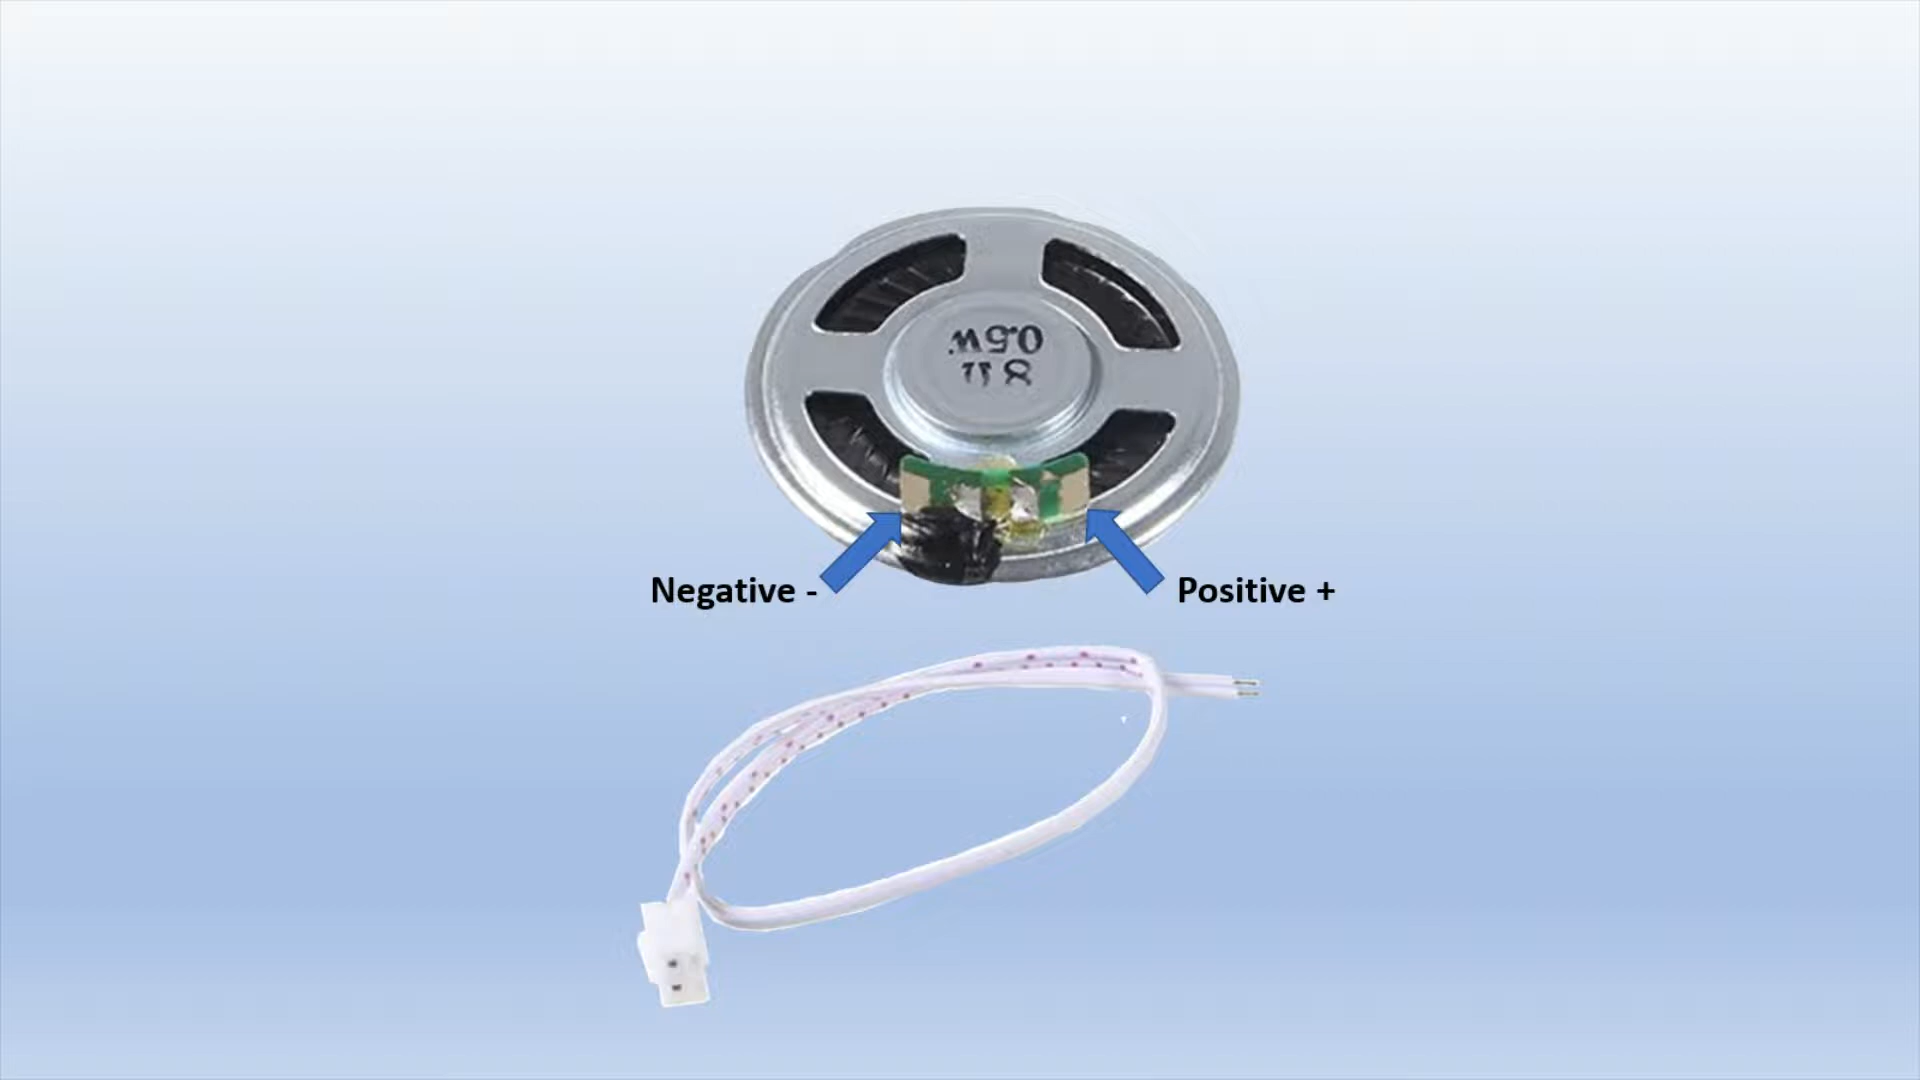 0.5W
8Ω
Negative -
Positive +